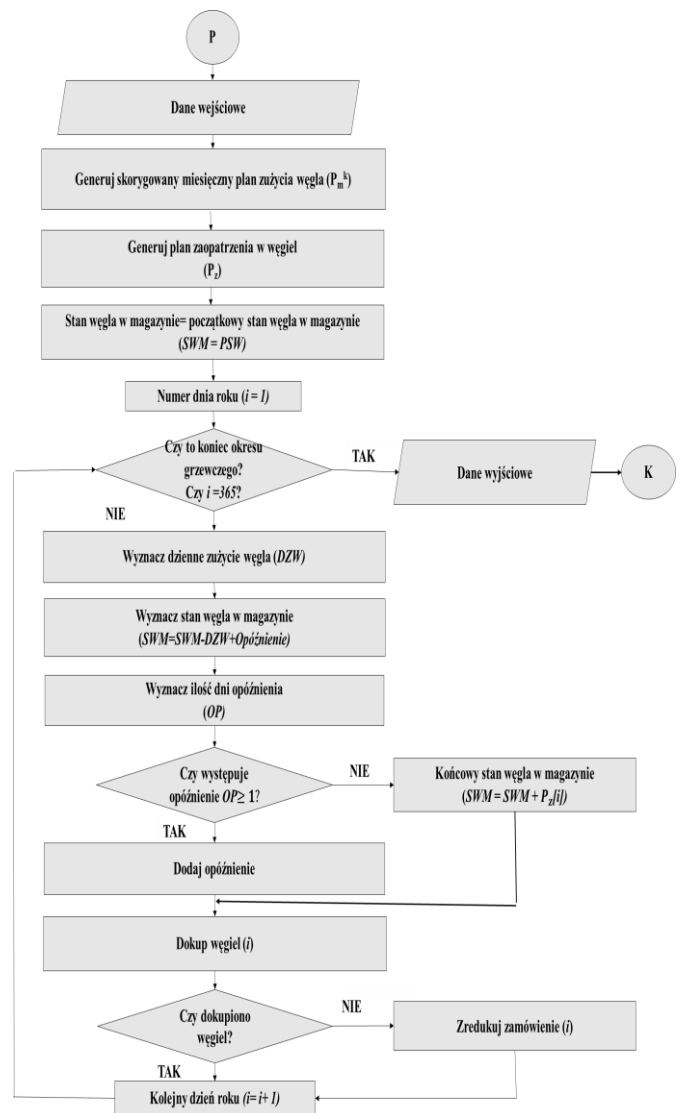 P
Dane wejściowe
Generuj skorygowany miesięczny plan zużycia węgla (Pₘᵏ)
Generuj plan zaopatrzenia w węgiel
(P_z)
Stan węgla w magazynie= początkowy stan węgla w magazynie
(SWM = PSW)
Numer dnia roku (i = 1)
Czy to koniec okresu
grzewczego?
Czy i =365?
TAK
Dane wyjściowe
K
NIE
Wyznacz dzienne zużycie węgla (DZW)
Wyznacz stan węgla w magazynie
(SWM=SWM-DZW+Opóźnienie)
Wyznacz ilość dni opóźnienia
(OP)
Czy występuje
opóźnienie OP≥ 1?
NIE
Końcowy stan węgla w magazynie
(SWM = SWM + P_z[i])
TAK
Dodaj opóźnienie
Dokup węgiel (i)
Czy dokupiono
węgiel?
NIE
Zredukuj zamówienie (i)
TAK
Kolejny dzień roku (i= i+ 1)